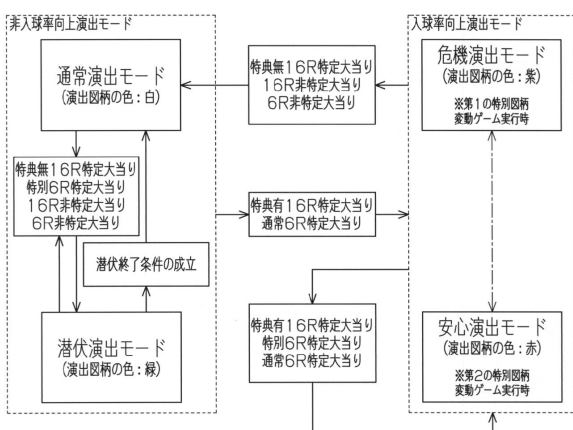 非入球率向上演出モード
通常演出モード
(演出図柄の色：白)
特典無16R特定大当り
特別6R特定大当り
16R非特定大当り
6R非特定大当り
潜伏終了条件の成立
潜伏演出モード
(演出図柄の色：緑)
特典無16R特定大当り
16R非特定大当り
6R非特定大当り
特典有16R特定大当り
通常6R特定大当り
特典有16R特定大当り
特別6R特定大当り
通常6R特定大当り
入球率向上演出モード
危機演出モード
(演出図柄の色：紫)
※第1の特別図柄
変動ゲーム実行時
安心演出モード
(演出図柄の色：赤)
※第2の特別図柄
変動ゲーム実行時